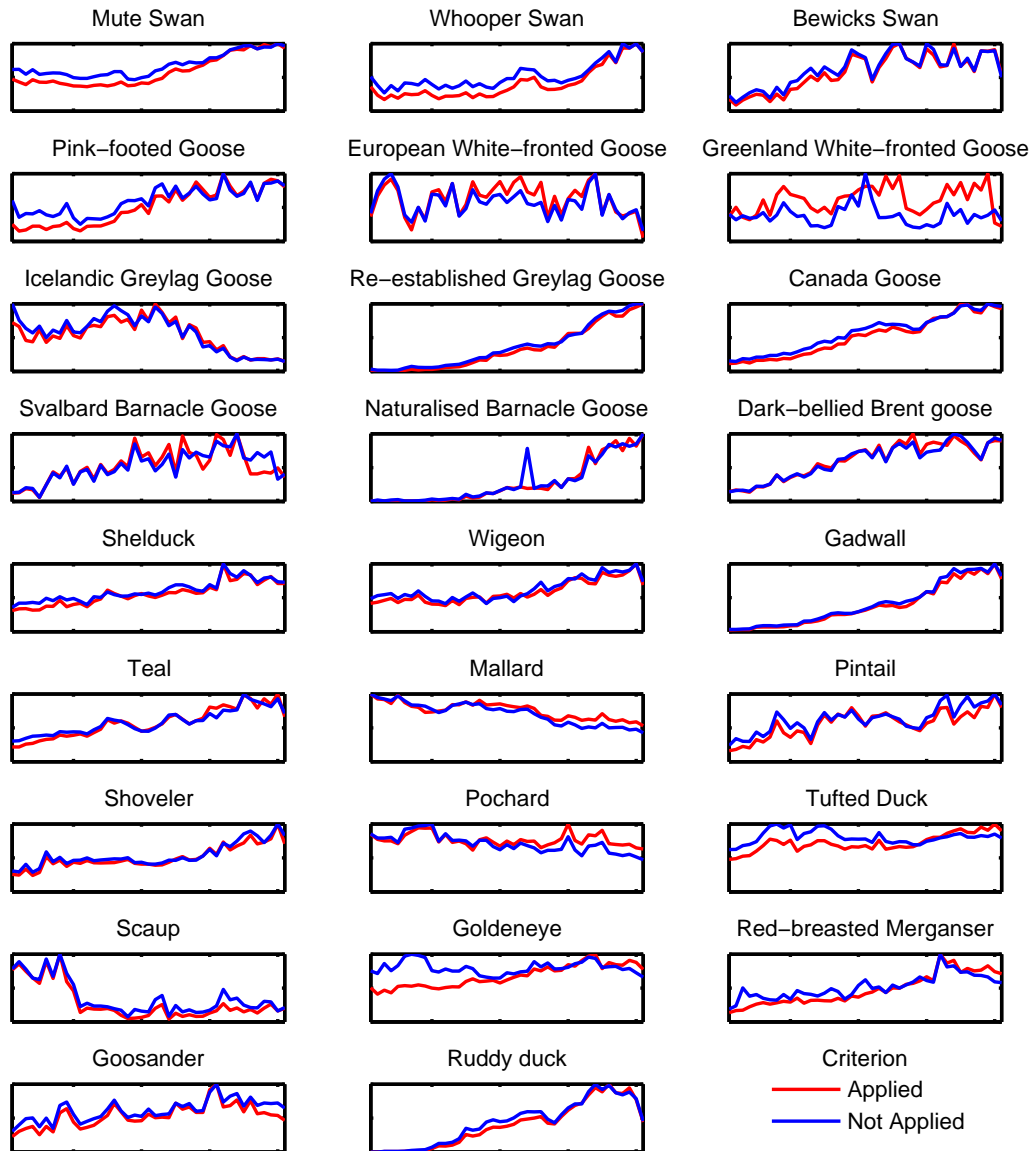 Mute Swan
Whooper Swan
Bewicks Swan
Pink−footed Goose
European White−fronted Goose
Greenland White−fronted Goose
Icelandic Greylag Goose
Re−established Greylag Goose
Canada Goose
Svalbard Barnacle Goose
Naturalised Barnacle Goose
Dark−bellied Brent goose
Shelduck
Wigeon
Gadwall
Teal
Mallard
Pintail
Shoveler
Pochard
Tufted Duck
Scaup
Goldeneye
Red−breasted Merganser
Goosander
Ruddy duck
Criterion
Applied
Not Applied